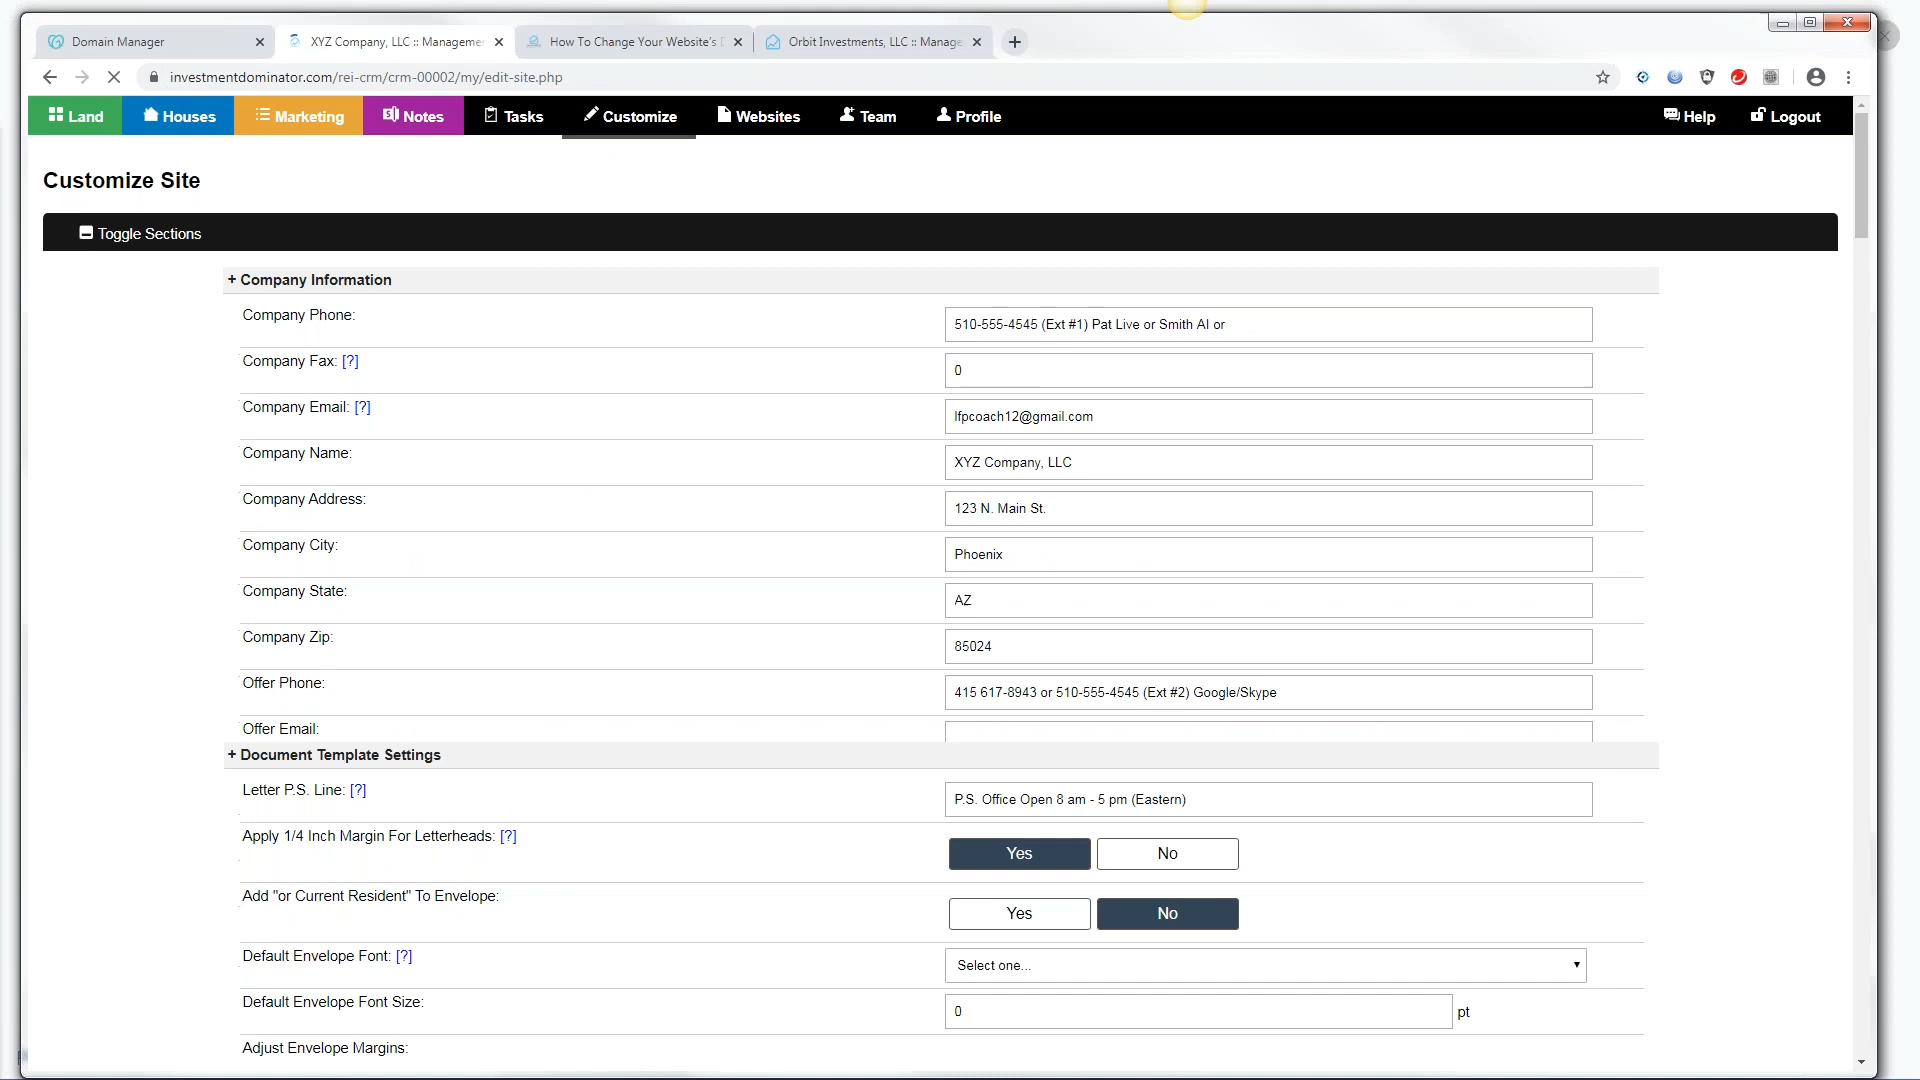 Domain Manager
XYZ Company, LLC :: Managemen
How To Change Your Website's
Orbit Investments, LLC :: Manage
investmentdominator.com/rei-crm/crm-00002/my/edit-site.php
Land Houses Marketing Notes Tasks Customize Websites Team Profile Help Logout
Customize Site
Toggle Sections
+ Company Information
Company Phone: 510-555-4545 (Ext #1) Pat Live or Smith AI or
Company Fax: [?] 0
Company Email: [?] lfpcoach12@gmail.com
Company Name: XYZ Company, LLC
Company Address: 123 N. Main St.
Company City: Phoenix
Company State: AZ
Company Zip: 85024
Offer Phone: 415 617-8943 or 510-555-4545 (Ext #2) Google/Skype
Offer Email:
+ Document Template Settings
Letter P.S. Line: [?] P.S. Office Open 8 am - 5 pm (Eastern)
Apply 1/4 Inch Margin For Letterheads: [?] Yes No
Add "or Current Resident" To Envelope: Yes No
Default Envelope Font: [?] Select one...
Default Envelope Font Size: 0 pt
Adjust Envelope Margins: